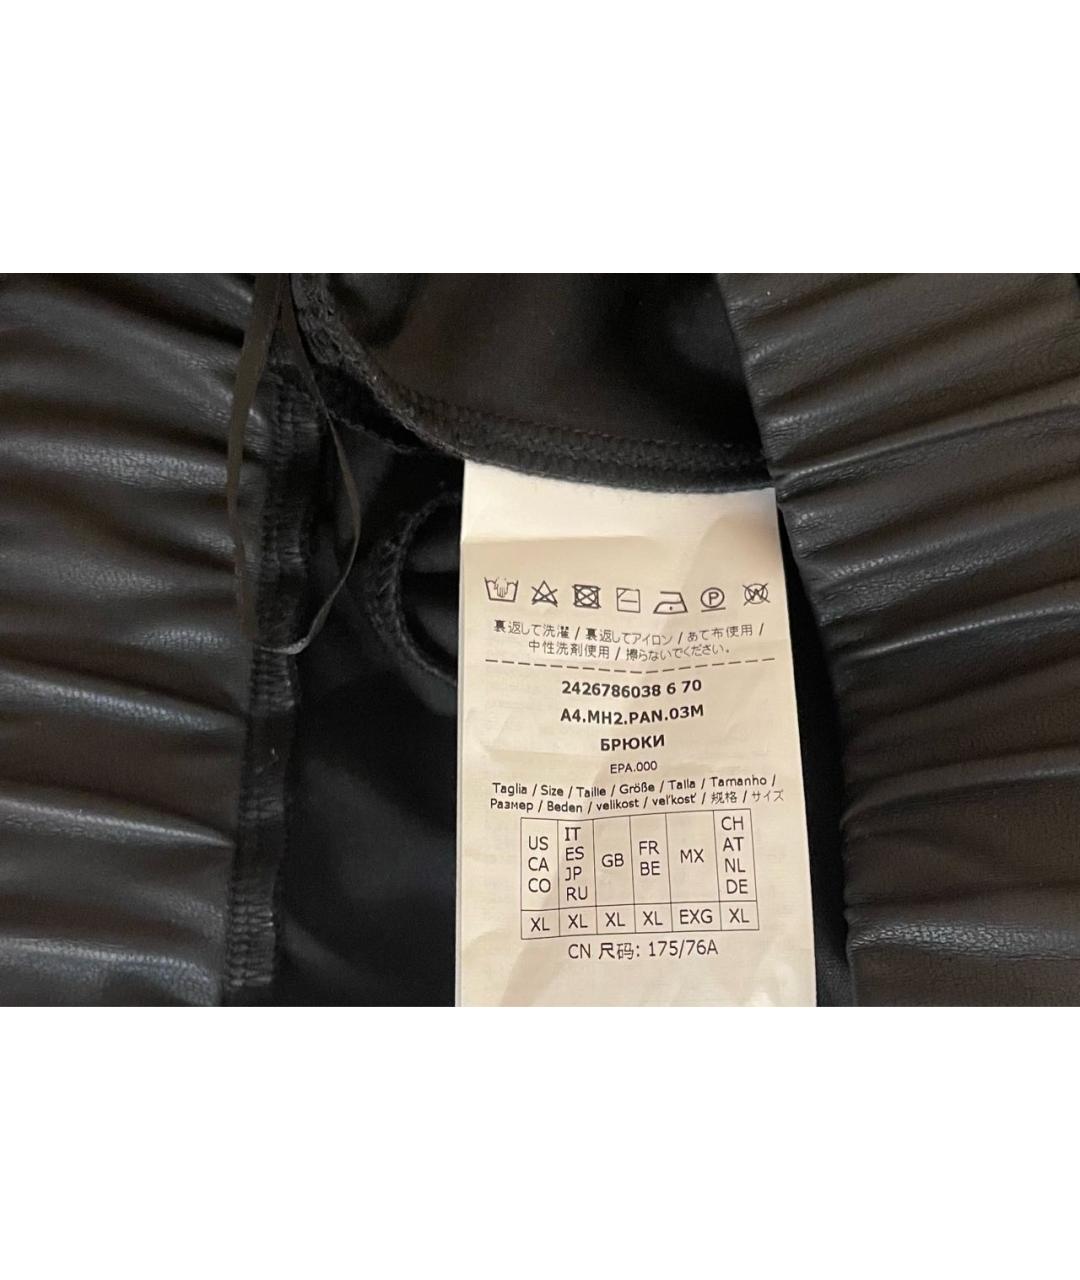 裏返して洗濯 / 裏返してアイロン / あて布使用 /
中性洗剤使用 / 擦らないでください。
2426786038 6 70
A4.MH2.PAN.03M
БРЮКИ
EPA.000
Taglia / Size / Taille / Größe / Talla / Tamanho /
Размер / Beden / velikost / veľkosť / 规格 / サイズ
US CA CO
IT ES JP RU
GB
FR BE
MX
CH AT NL DE
XL XL XL XL EXG XL
CN 尺码: 175/76A